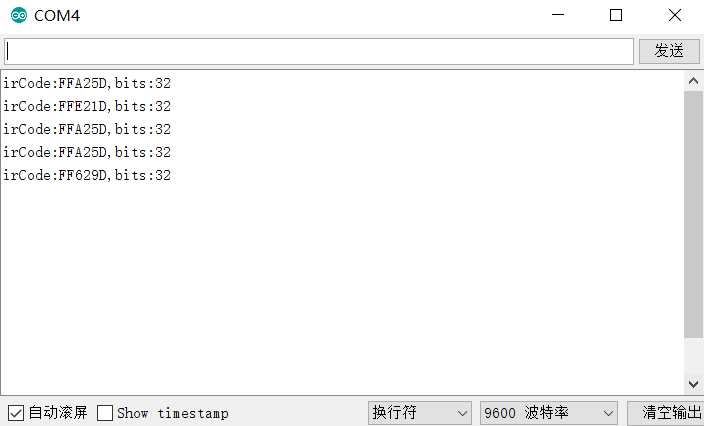 COM4
发送
irCode:FFA25D,bits:32
irCode:FFE21D,bits:32
irCode:FFA25D,bits:32
irCode:FFA25D,bits:32
irCode:FF629D,bits:32
自动滚屏 Show timestamp 换行符 9600 波特率 清空输出